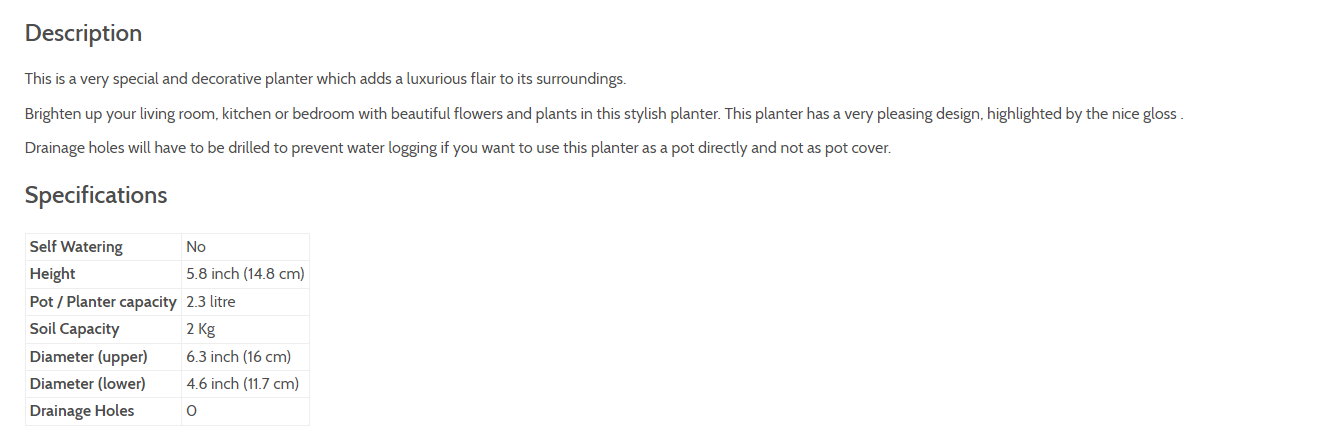 Description
This is a very special and decorative planter which adds a luxurious flair to its surroundings.
Brighten up your living room, kitchen or bedroom with beautiful flowers and plants in this stylish planter. This planter has a very pleasing design, highlighted by the nice gloss .
Drainage holes will have to be drilled to prevent water logging if you want to use this planter as a pot directly and not as pot cover.
Specifications
Self Watering No
Height 5.8 inch (14.8 cm)
Pot / Planter capacity 2.3 litre
Soil Capacity 2 Kg
Diameter (upper) 6.3 inch (16 cm)
Diameter (lower) 4.6 inch (11.7 cm)
Drainage Holes 0